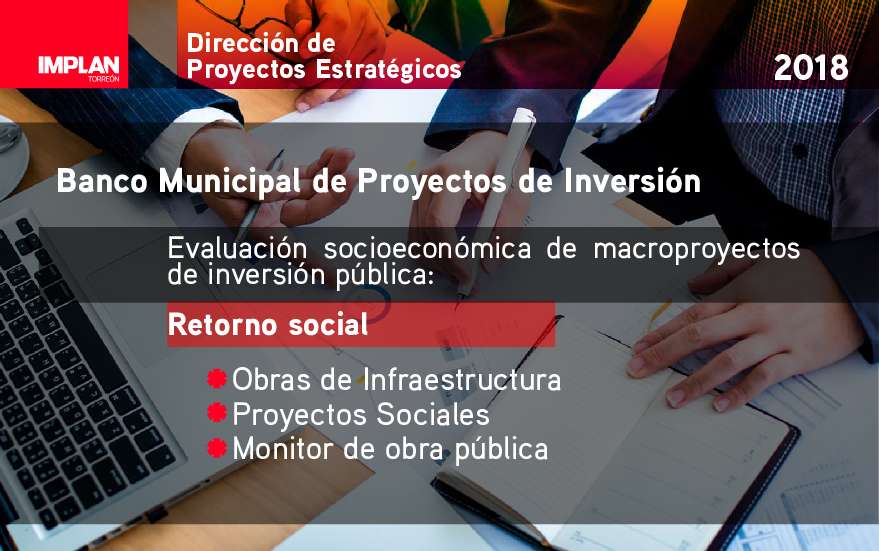 IMPLAN
TORREÓN
Dirección de
Proyectos Estratégicos
2018
Banco Municipal de Proyectos de Inversión
Evaluación socioeconómica de macroproyectos
de inversión pública:
Retorno social
Obras de Infraestructura
Proyectos Sociales
Monitor de obra pública